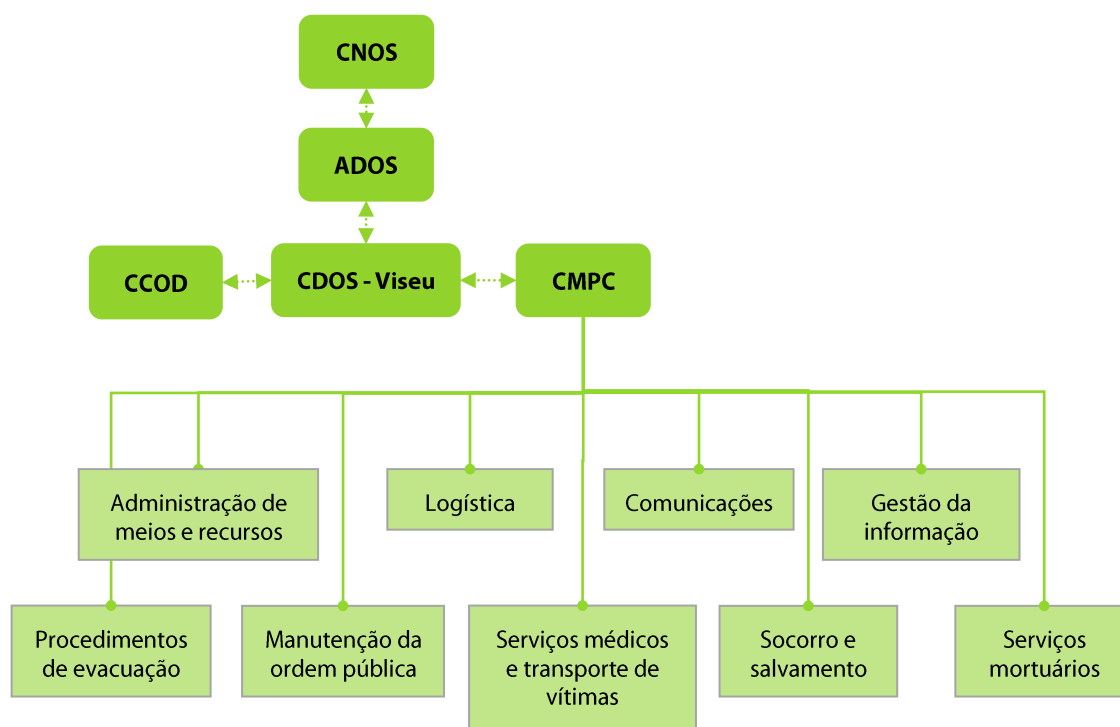 CNOS
ADOS
CCOD
CDOS - Viseu
CMPC
Administração de
meios e recursos
Logística
Comunicações
Gestão da
informação
Procedimentos
de evacuação
Manutenção da
ordem pública
Serviços médicos
e transporte de
vítimas
Socorro e
salvamento
Serviços
mortuários